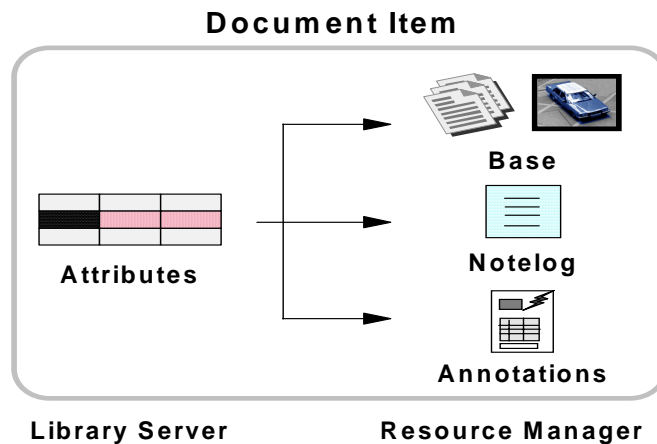 Document Item
Base
Attributes
Notelog
Annotations
Library Server
Resource Manager